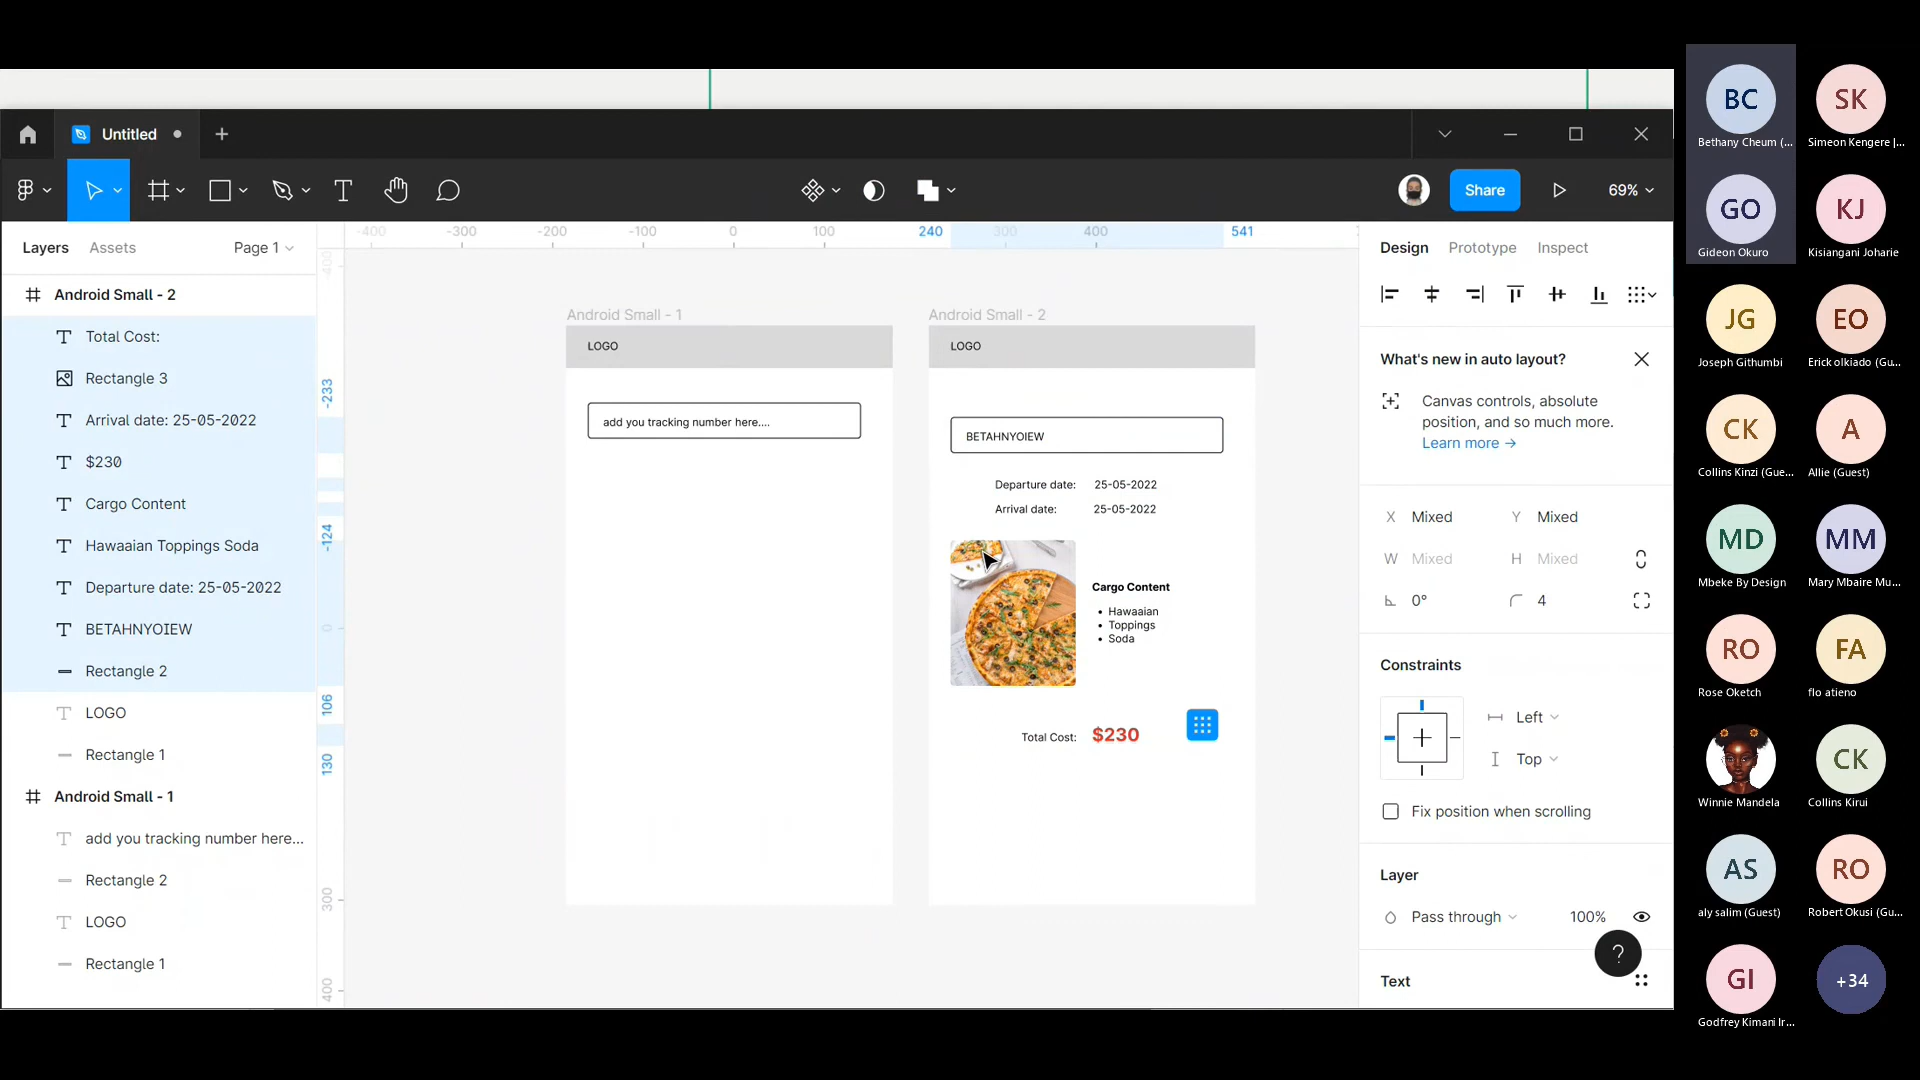 Untitled
Share
69%
Layers
Assets
Page 1
-400
-300
-200
-100
0
100
240
300
400
541
Design
Prototype
Inspect
Android Small - 2
Total Cost:
Rectangle 3
Arrival date: 25-05-2022
$230
Cargo Content
Hawaaian Toppings Soda
Departure date: 25-05-2022
BETAHNYOIEW
Rectangle 2
LOGO
Rectangle 1
Android Small - 1
add you tracking number here...
Rectangle 2
LOGO
Rectangle 1
-400
-233
-124
0
106
130
300
400
Android Small - 1
LOGO
add you tracking number here....
Android Small - 2
LOGO
BETAHNYOIEW
Departure date: 25-05-2022
Arrival date: 25-05-2022
Cargo Content
• Hawaaian
• Toppings
• Soda
Total Cost: $230
What's new in auto layout?
Canvas controls, absolute
position, and so much more.
Learn more →
X Mixed
Y Mixed
W Mixed
H Mixed
0°
4
Constraints
Left
Top
Fix position when scrolling
Layer
Pass through
100%
?
Text
BC
Bethany Cheum (...
SK
Simeon Kengere |...
GO
Gideon Okuro
KJ
Kisiangani Joharie
JG
Joseph Githumbi
EO
Erick olkiado (Gu...
CK
Collins Kinzi (Gue...
A
Allie (Guest)
MD
Mbeke By Design
MM
Mary Mbaire Mu...
RO
Rose Oketch
FA
flo atieno
Winnie Mandela
CK
Collins Kirui
AS
aly salim (Guest)
RO
Robert Okusi (Gu...
GI
Godfrey Kimani Ir...
+34